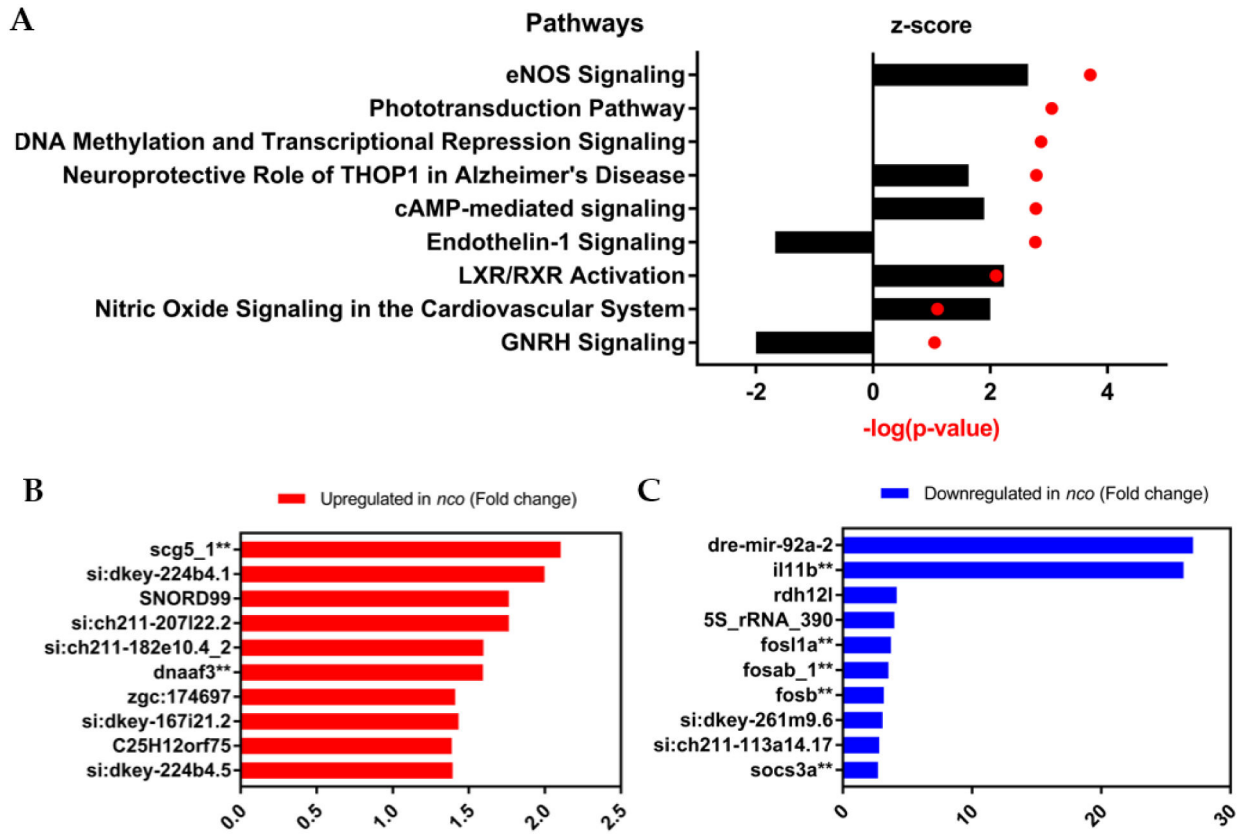 A
Pathways z-score
eNOS Signaling
Phototransduction Pathway
DNA Methylation and Transcriptional Repression Signaling
Neuroprotective Role of THOP1 in Alzheimer's Disease
cAMP-mediated signaling
Endothelin-1 Signaling
LXR/RXR Activation
Nitric Oxide Signaling in the Cardiovascular System
GNRH Signaling
-2 0 2 4
-log(p-value)
B
Upregulated in nco (Fold change)
scg5_1**
si:dkey-224b4.1
SNORD99
si:ch211-207l22.2
si:ch211-182e10.4_2
dnaaf3**
zgc:174697
si:dkey-167i21.2
C25H12orf75
si:dkey-224b4.5
0.0 0.5 1.0 1.5 2.0 2.5
C
Downregulated in nco (Fold change)
dre-mir-92a-2
il11b**
rdh12l
5S_rRNA_390
fosl1a**
fosab_1**
fosb**
si:dkey-261m9.6
si:ch211-113a14.17
socs3a**
0 10 20 30